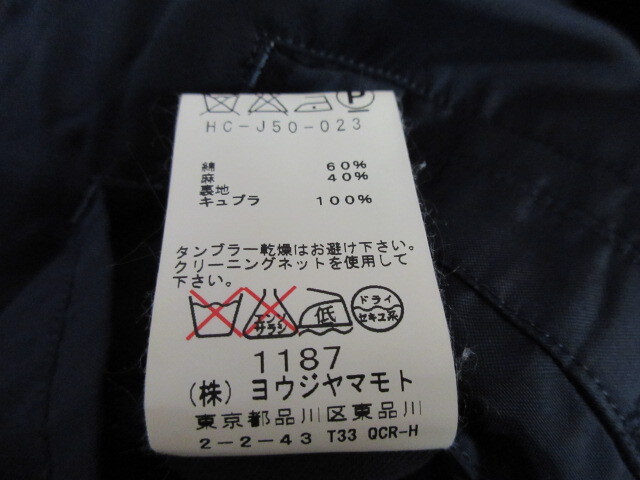 P
HC-J50-023
綿 60%
麻 40%
裏地
キュプラ 100%
タンブラー乾燥はお避け下さい。
クリーニングネットを使用して
下さい。
エンソ サラシ 低 ドライ セキユ系
1187
(株) ヨウジヤマモト
東京都品川区東品川
2-2-43 T33 QCR-H